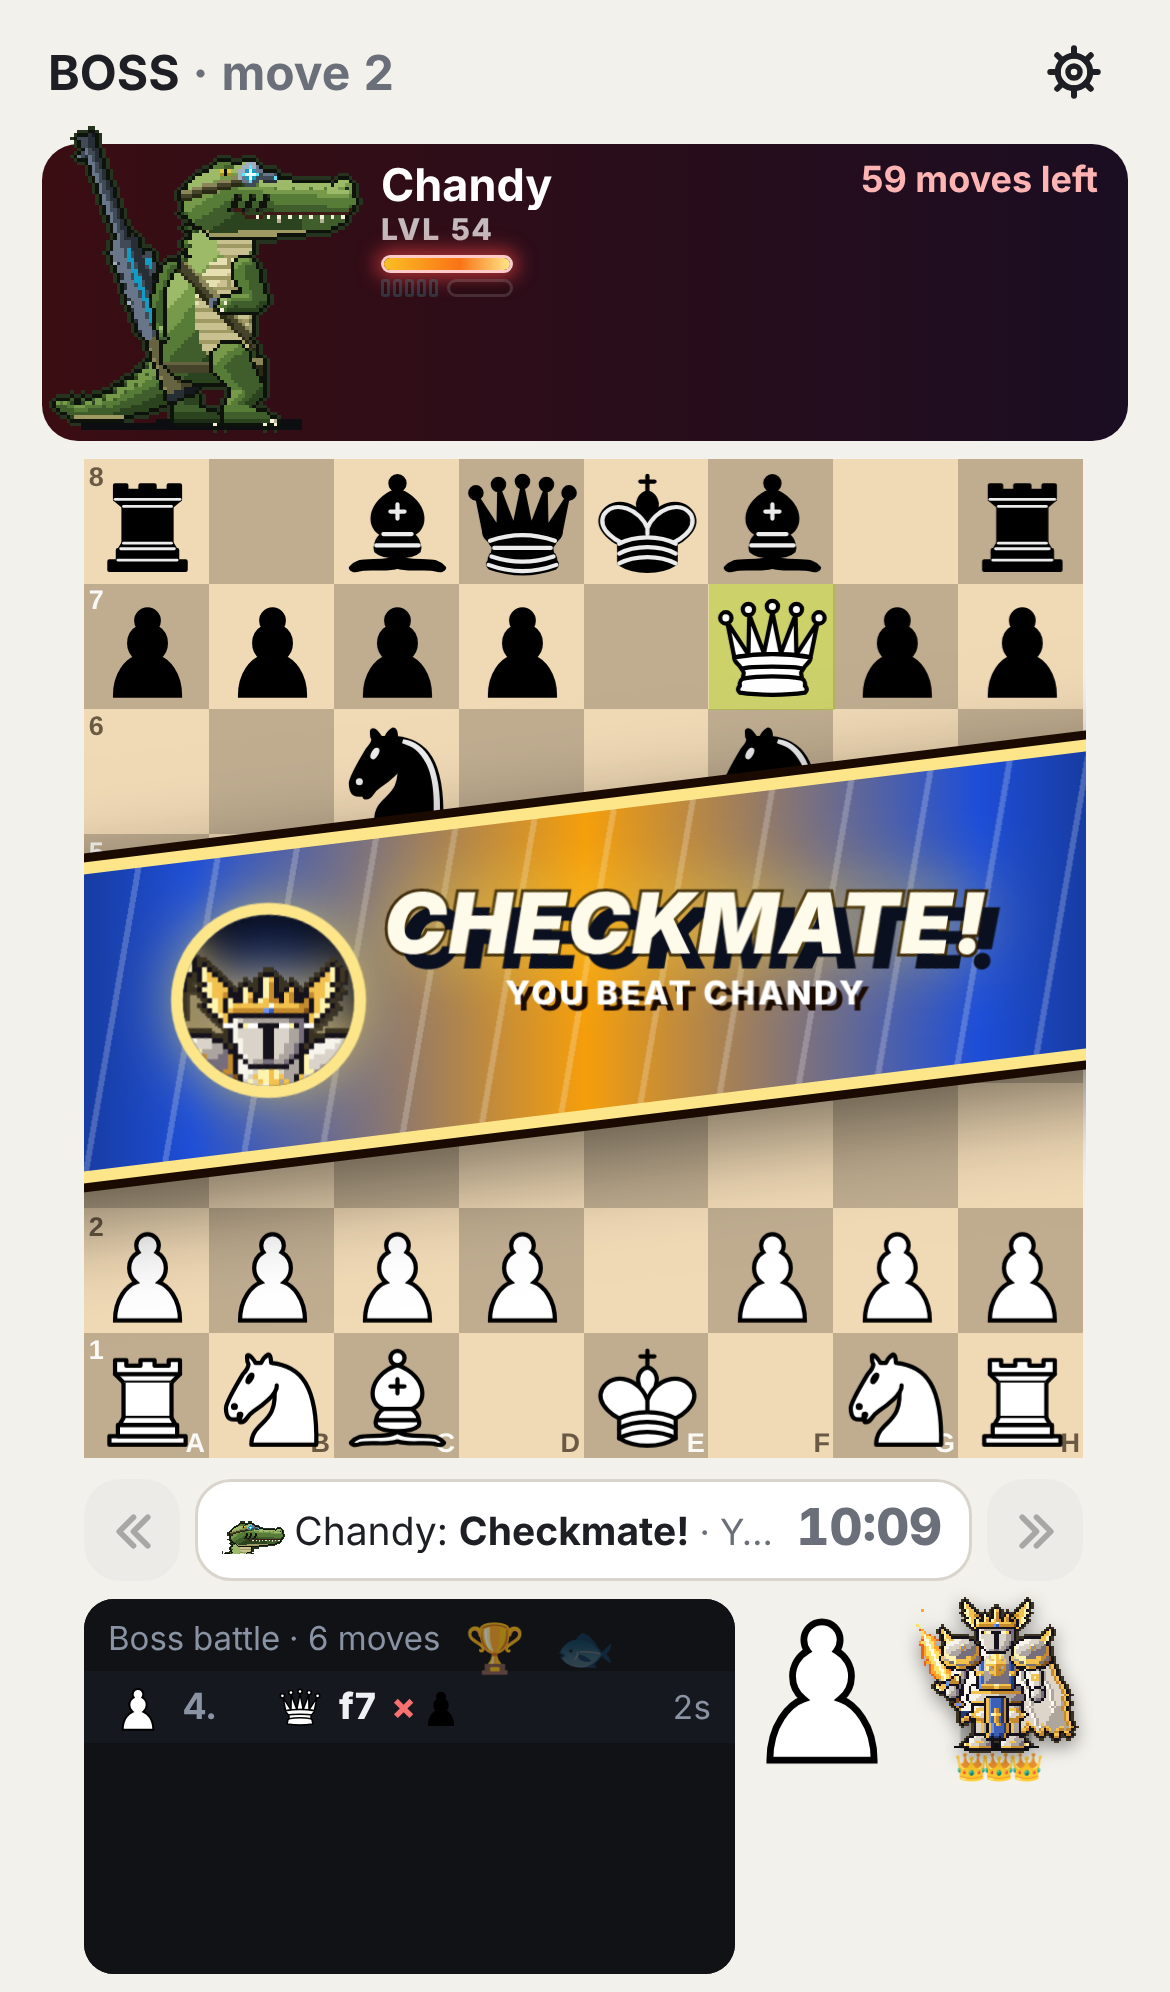 BOSS · move 2
Chandy
59 moves left
LVL 54
8
7
6
5
CHECKMATE!
YOU BEAT CHANDY
2
1
A B C D E F G H
Chandy: Checkmate! · Y... 10:09
Boss battle · 6 moves
4. f7 × 2s